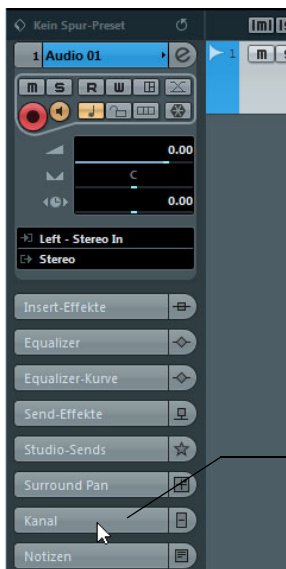 Kein Spur-Preset
1 Audio 01 e
m S R W
0.00
C
0.00
Left - Stereo In
Stereo
Insert-Effekte
Equalizer
Equalizer-Kurve
Send-Effekte
Studio-Sends
Surround Pan
Kanal
Notizen
1 m